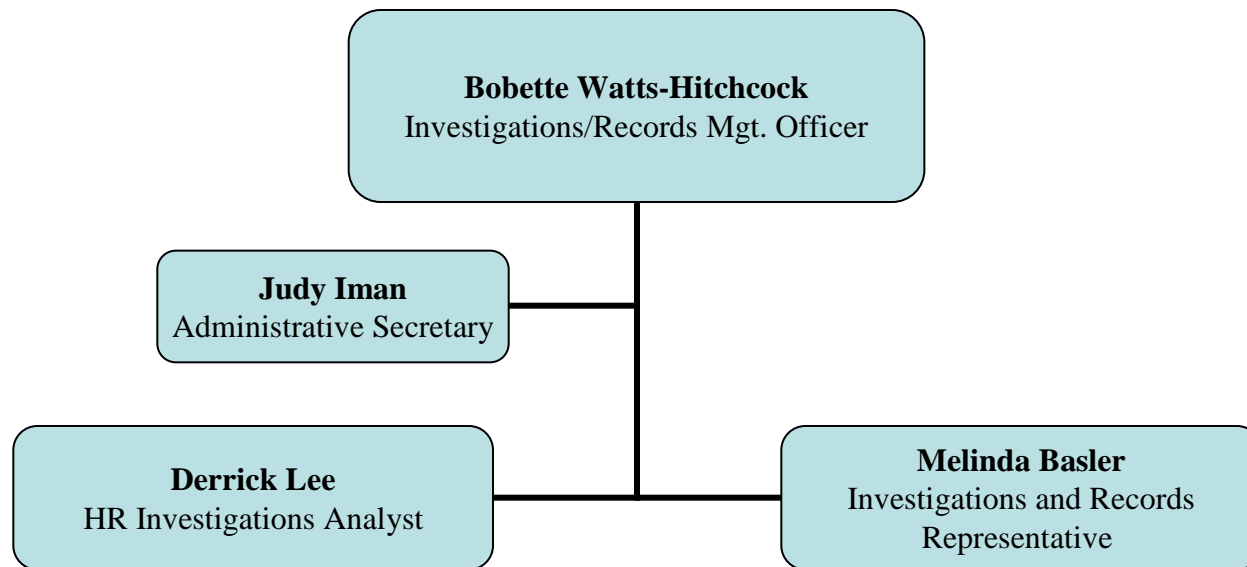 Bobette Watts-Hitchcock
Investigations/Records Mgt. Officer
Judy Iman
Administrative Secretary
Derrick Lee
HR Investigations Analyst
Melinda Basler
Investigations and Records
Representative